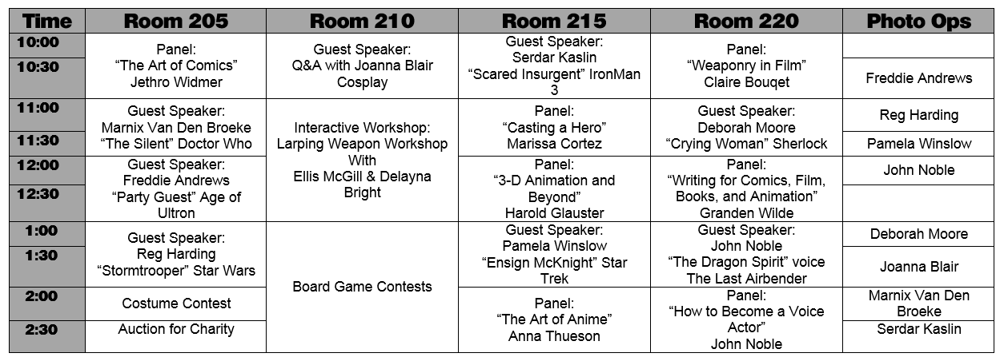 Time Room 205 Room 210 Room 215 Room 220 Photo Ops
10:00
10:30
Panel:
“The Art of Comics”
Jethro Widmer
Guest Speaker:
Q&A with Joanna Blair
Cosplay
Guest Speaker:
Serdar Kaslin
“Scared Insurgent” IronMan
3
Panel:
“Weaponry in Film”
Claire Bouqet
Freddie Andrews
11:00
11:30
Guest Speaker:
Marnix Van Den Broeke
“The Silent” Doctor Who
Interactive Workshop:
Larping Weapon Workshop
With
Ellis McGill & Delayna
Bright
Panel:
“Casting a Hero”
Marissa Cortez
Guest Speaker:
Deborah Moore
“Crying Woman” Sherlock
Reg Harding
Pamela Winslow
12:00
12:30
Guest Speaker:
Freddie Andrews
“Party Guest” Age of
Ultron
Panel:
“3-D Animation and
Beyond”
Harold Glauster
Panel:
“Writing for Comics, Film,
Books, and Animation”
Granden Wilde
John Noble
1:00
1:30
Guest Speaker:
Reg Harding
“Stormtrooper” Star Wars
Board Game Contests
Guest Speaker:
Pamela Winslow
“Ensign McKnight” Star
Trek
Guest Speaker:
John Noble
“The Dragon Spirit” voice
The Last Airbender
Deborah Moore
Joanna Blair
2:00
2:30
Costume Contest
Auction for Charity
Panel:
“The Art of Anime”
Anna Thueson
Panel:
“How to Become a Voice
Actor”
John Noble
Marnix Van Den
Broeke
Serdar Kaslin